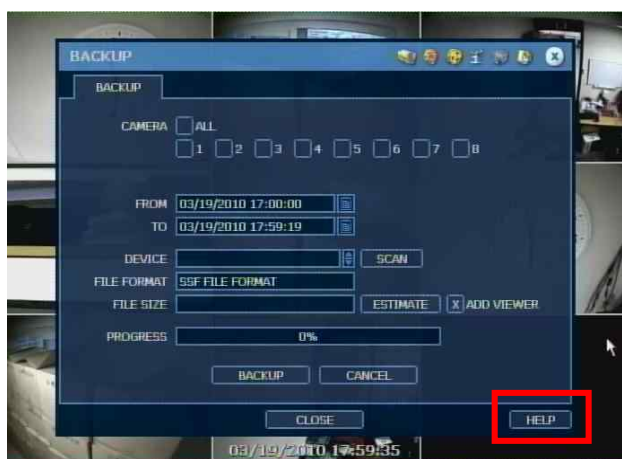 BACKUP
BACKUP
CAMERA ALL
1 2 3 4 5 6 7 8
FROM 03/19/2010 17:00:00
TO 03/19/2010 17:59:19
DEVICE SCAN
FILE FORMAT SSF FILE FORMAT
FILE SIZE ESTIMATE X ADD VIEWER
PROGRESS 0%
BACKUP CANCEL
CLOSE HELP
03/19/2010 17:59:35